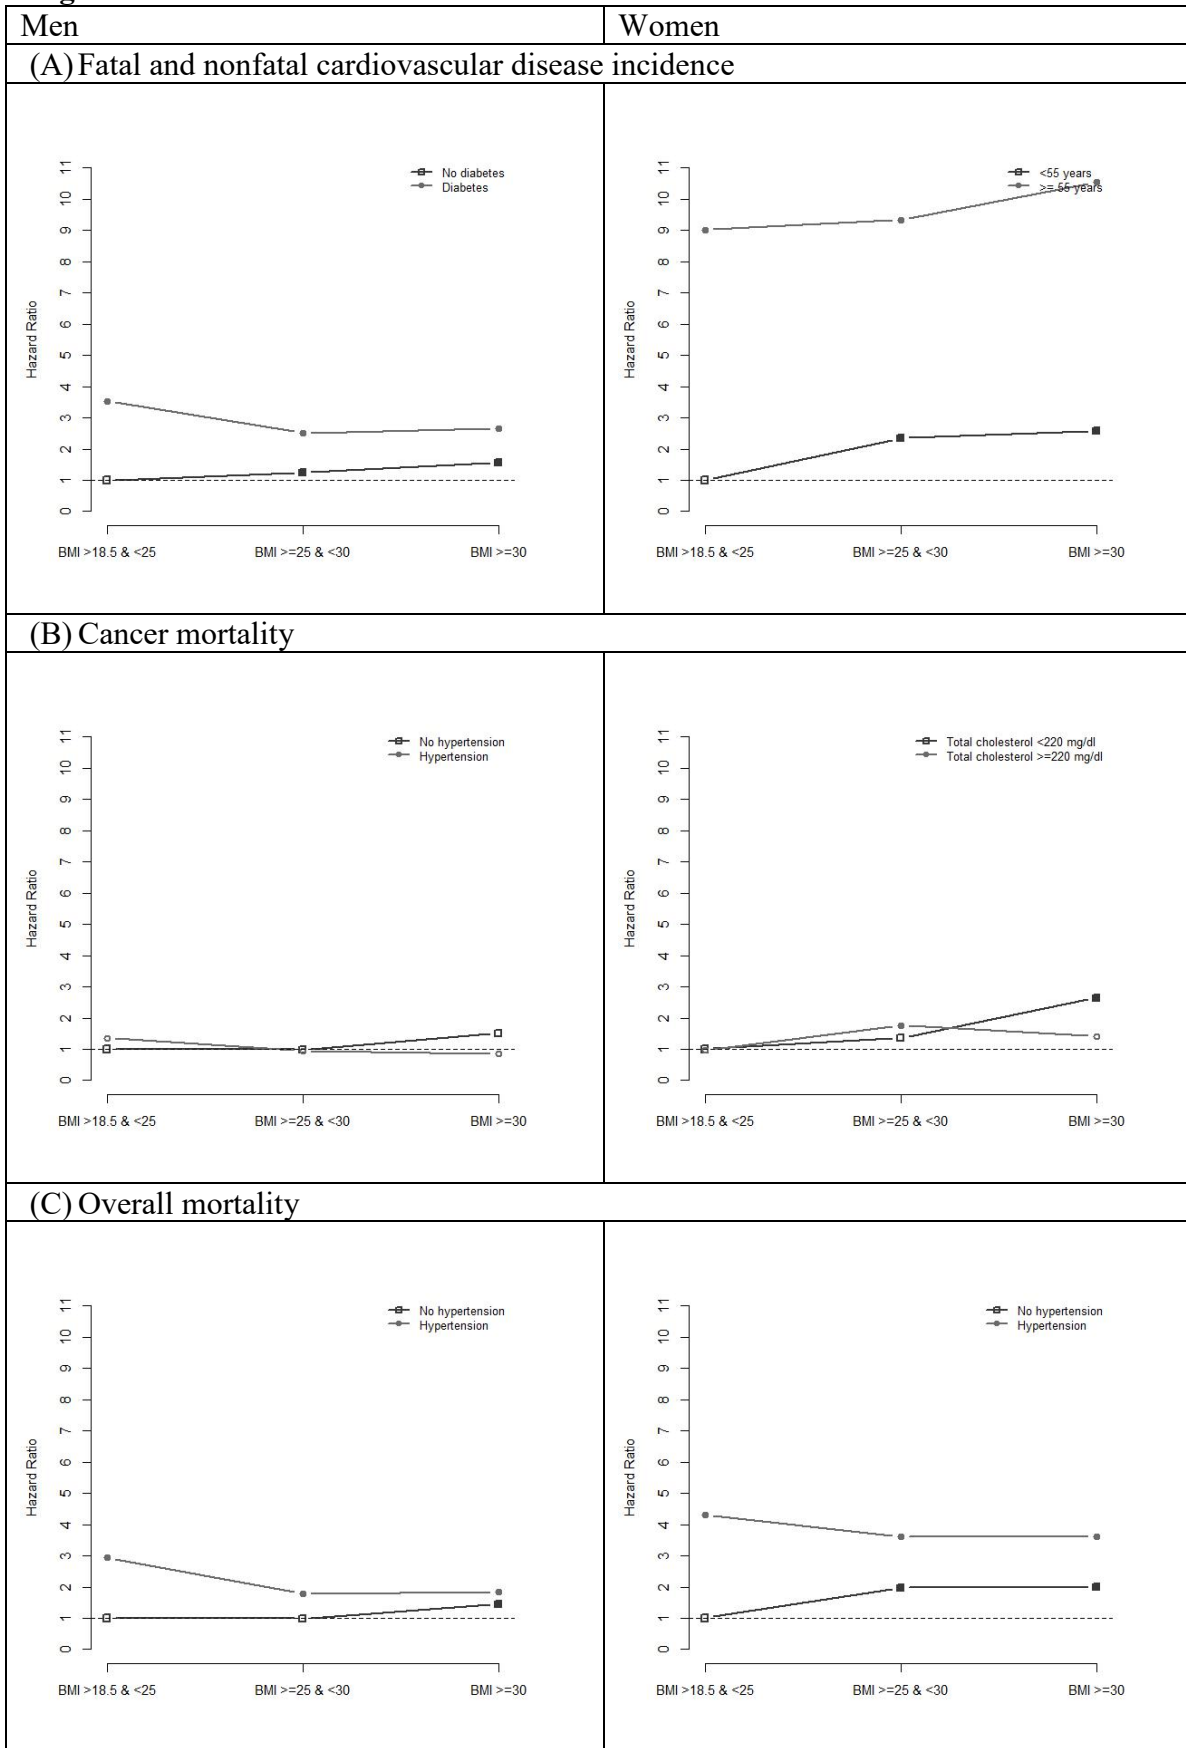 Men
Women
(A) Fatal and nonfatal cardiovascular disease incidence
No diabetes
Diabetes
Hazard Ratio
11
10
9
8
7
6
5
4
3
2
1
0
BMI >18.5 & <25
BMI >=25 & <30
BMI >=30
<55 years
>= 55 years
Hazard Ratio
11
10
9
8
7
6
5
4
3
2
1
0
BMI >18.5 & <25
BMI >=25 & <30
BMI >=30
(B) Cancer mortality
No hypertension
Hypertension
Hazard Ratio
11
10
9
8
7
6
5
4
3
2
1
0
BMI >18.5 & <25
BMI >=25 & <30
BMI >=30
Total cholesterol <220 mg/dl
Total cholesterol >=220 mg/dl
Hazard Ratio
11
10
9
8
7
6
5
4
3
2
1
0
BMI >18.5 & <25
BMI >=25 & <30
BMI >=30
(C) Overall mortality
No hypertension
Hypertension
Hazard Ratio
11
10
9
8
7
6
5
4
3
2
1
0
BMI >18.5 & <25
BMI >=25 & <30
BMI >=30
No hypertension
Hypertension
Hazard Ratio
11
10
9
8
7
6
5
4
3
2
1
0
BMI >18.5 & <25
BMI >=25 & <30
BMI >=30